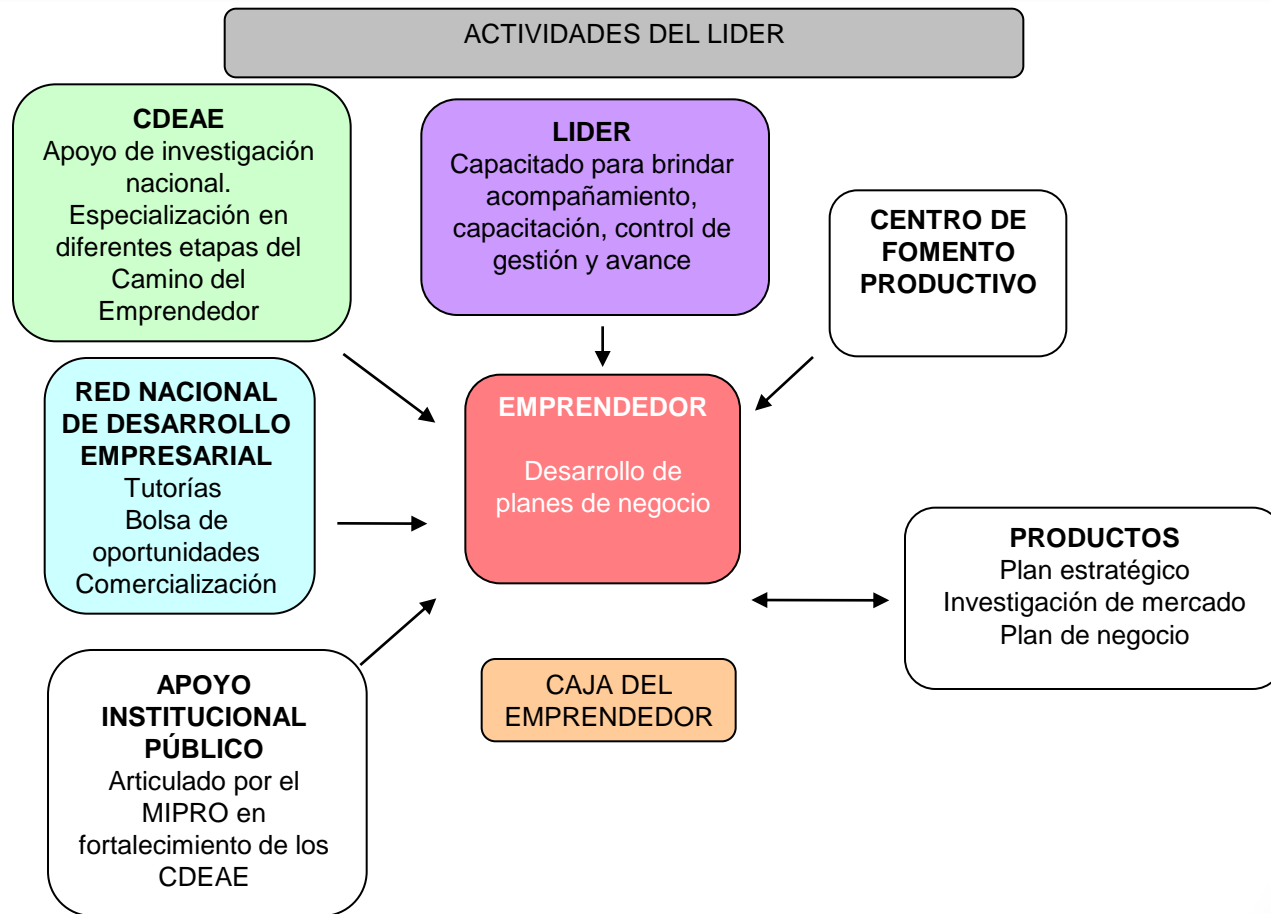 ACTIVIDADES DEL LIDER
CDEAE
Apoyo de investigación
nacional.
Especialización en
diferentes etapas del
Camino del
Emprendedor
LIDER
Capacitado para brindar
acompañamiento,
capacitación, control de
gestión y avance
CENTRO DE
FOMENTO
PRODUCTIVO
RED NACIONAL
DE DESARROLLO
EMPRESARIAL
Tutorías
Bolsa de
oportunidades
Comercialización
EMPRENDEDOR
Desarrollo de
planes de negocio
PRODUCTOS
Plan estratégico
Investigación de mercado
Plan de negocio
APOYO
INSTITUCIONAL
PÚBLICO
Articulado por el
MIPRO en
fortalecimiento de los
CDEAE
CAJA DEL
EMPRENDEDOR